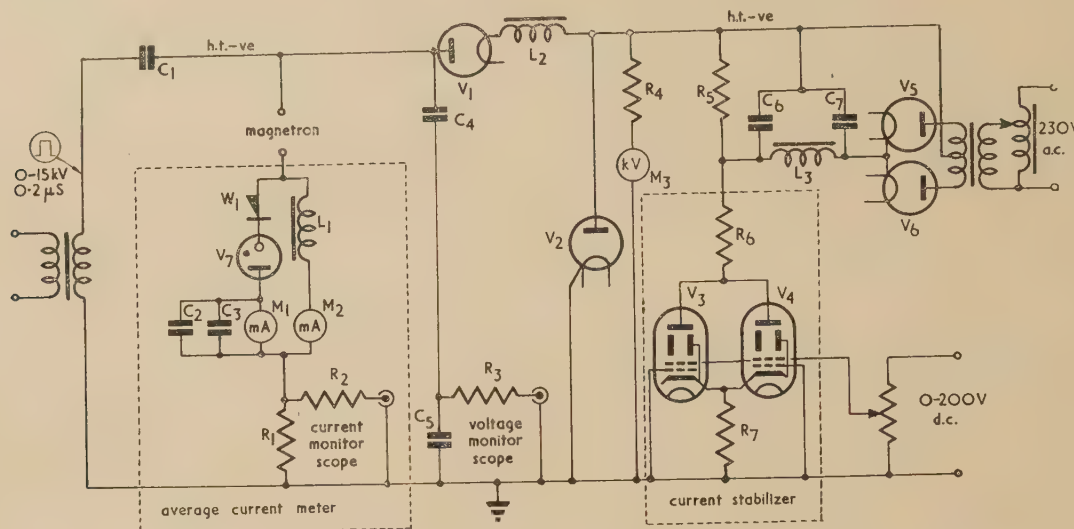 h.t.-ve
h.t.-ve
C1
V1
L2
C4
R4
R5
C6
C7
V5
230V
a.c.
magnetron
0-15kV
0·2μS
W1
L1
kV
M3
L3
V6
V7
V2
R6
C2
C3
M1
mA
M2
mA
V3
V4
R2
R3
0-200V
d.c.
R1
current
monitor
scope
C5
voltage
monitor
scope
R7
average current meter
current stabilizer